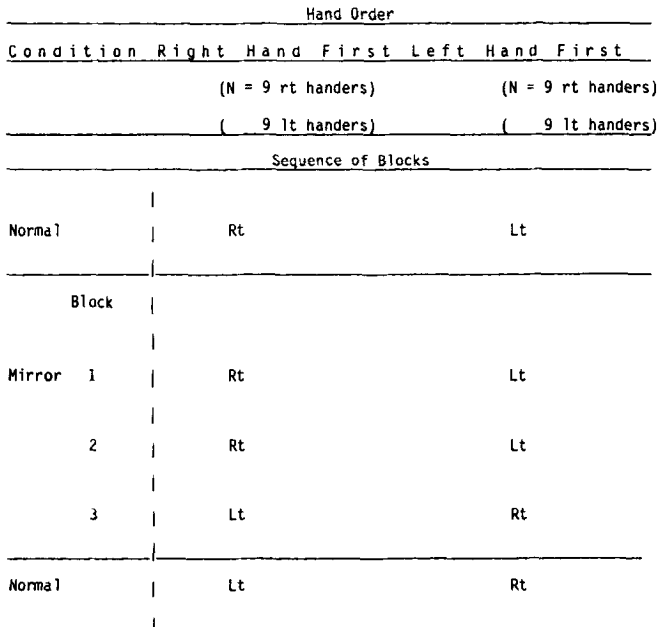 Hand Order
Condition Right Hand First Left Hand First
(N = 9 rt handers) (N = 9 rt handers)
( 9 lt handers) ( 9 lt handers)
Sequence of Blocks
Normal Rt Lt
Block
Mirror 1 Rt Lt
2 Rt Lt
3 Lt Rt
Normal Lt Rt